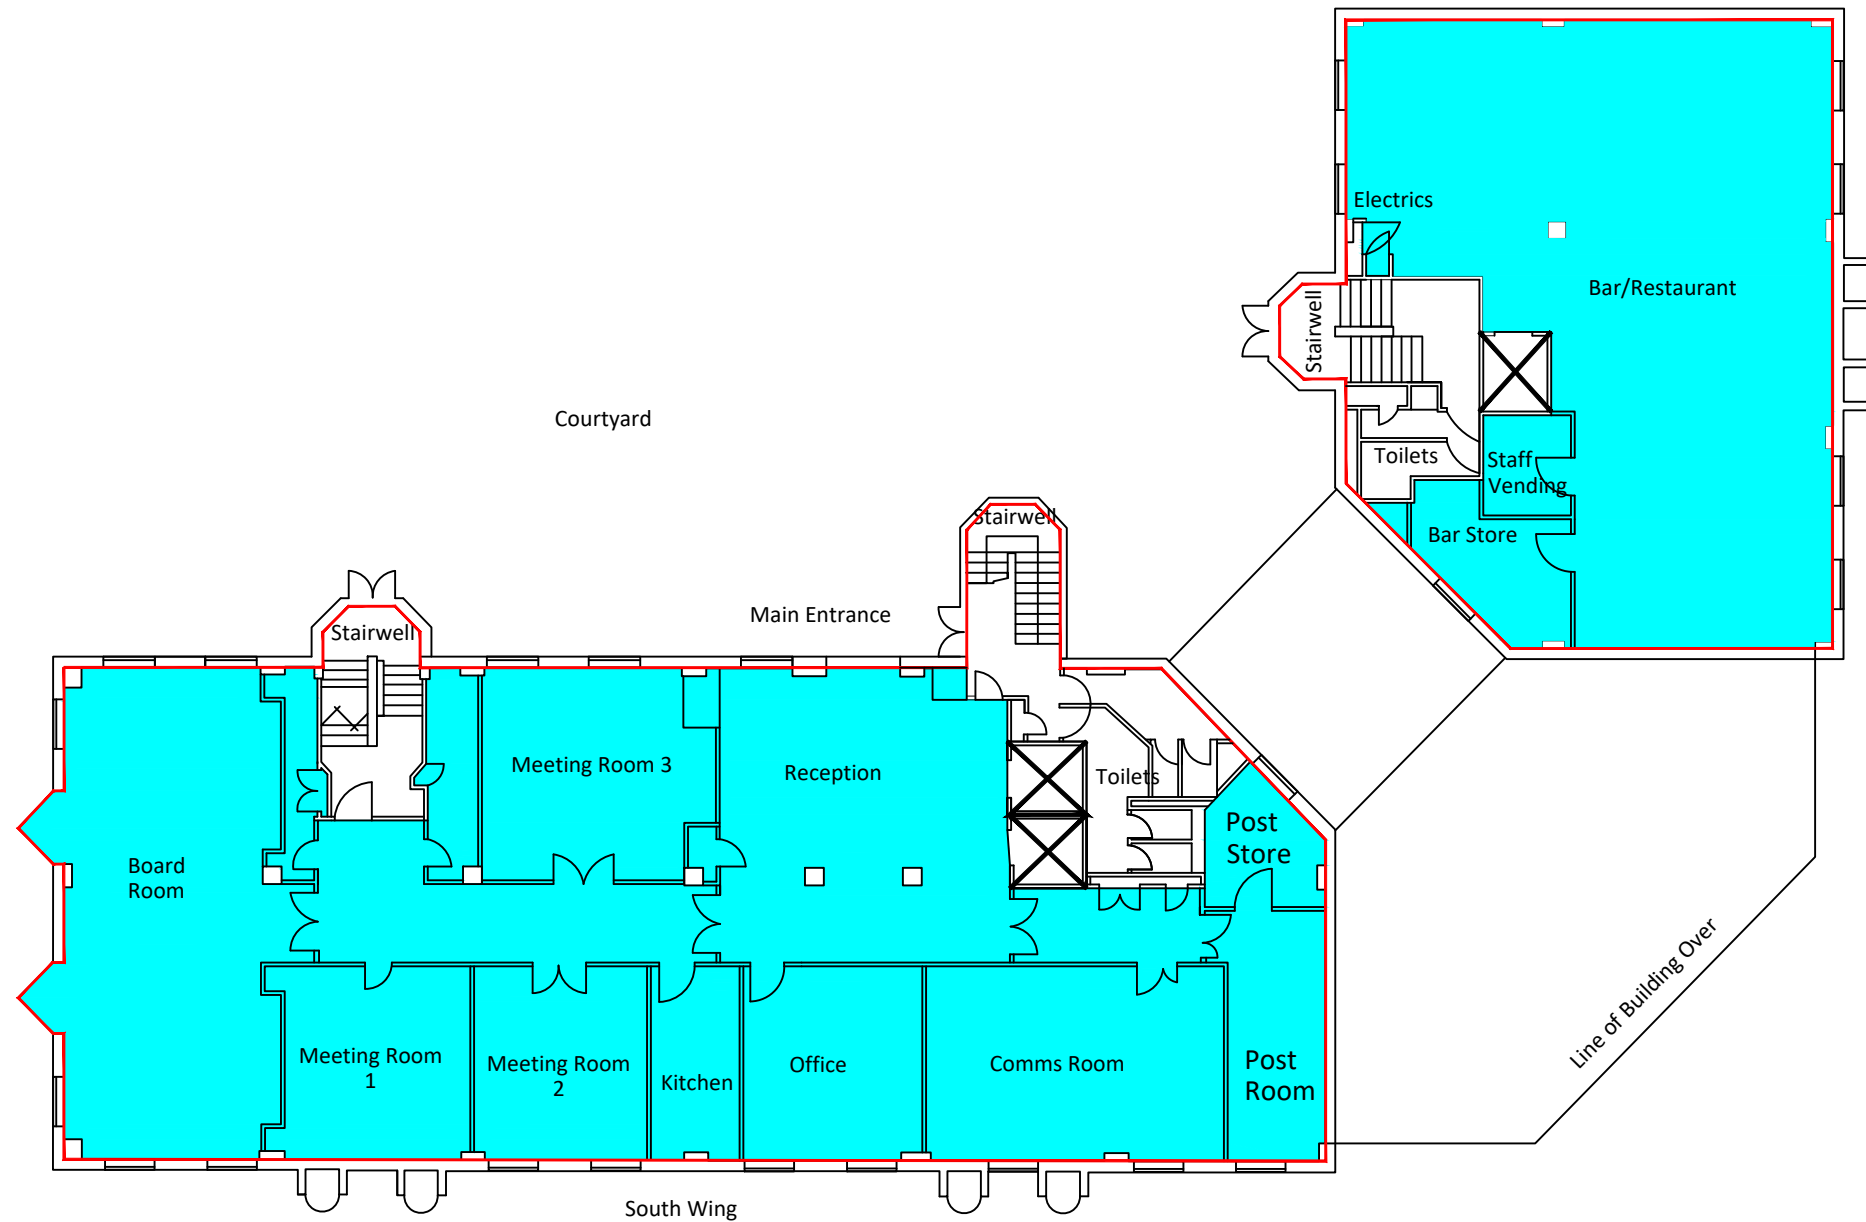 Electrics
Bar/Restaurant
Stairwell
Courtyard
Toilets
Staff
Vending
Stairwell
Bar Store
Main Entrance
Stairwell
Meeting Room 3
Reception
Toilets
Post
Store
Board
Room
Line of Building Over
Meeting Room
1
Meeting Room
2
Kitchen
Office
Comms Room
Post
Room
South Wing